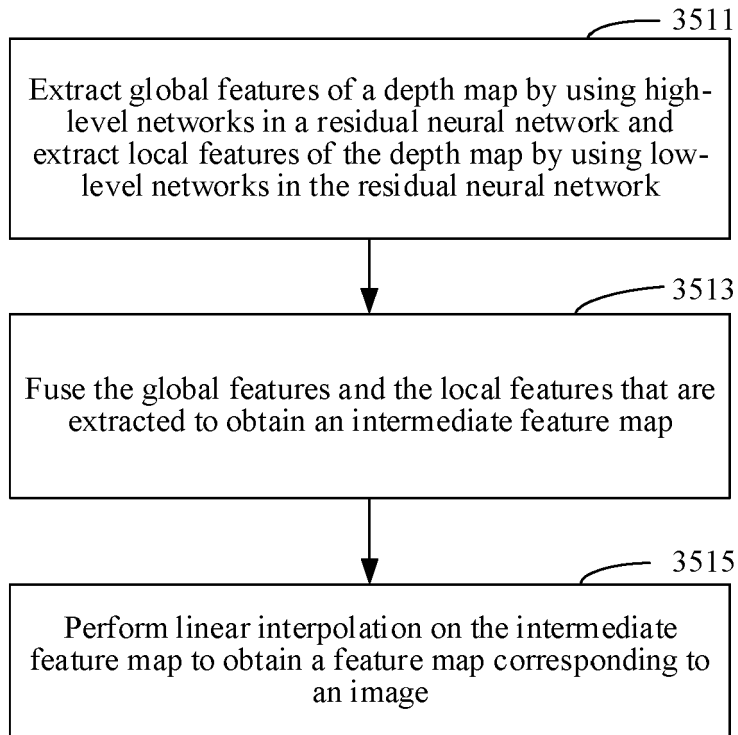 3511
Extract global features of a depth map by using high-
level networks in a residual neural network and
extract local features of the depth map by using low-
level networks in the residual neural network
3513
Fuse the global features and the local features that are
extracted to obtain an intermediate feature map
3515
Perform linear interpolation on the intermediate
feature map to obtain a feature map corresponding to
an image